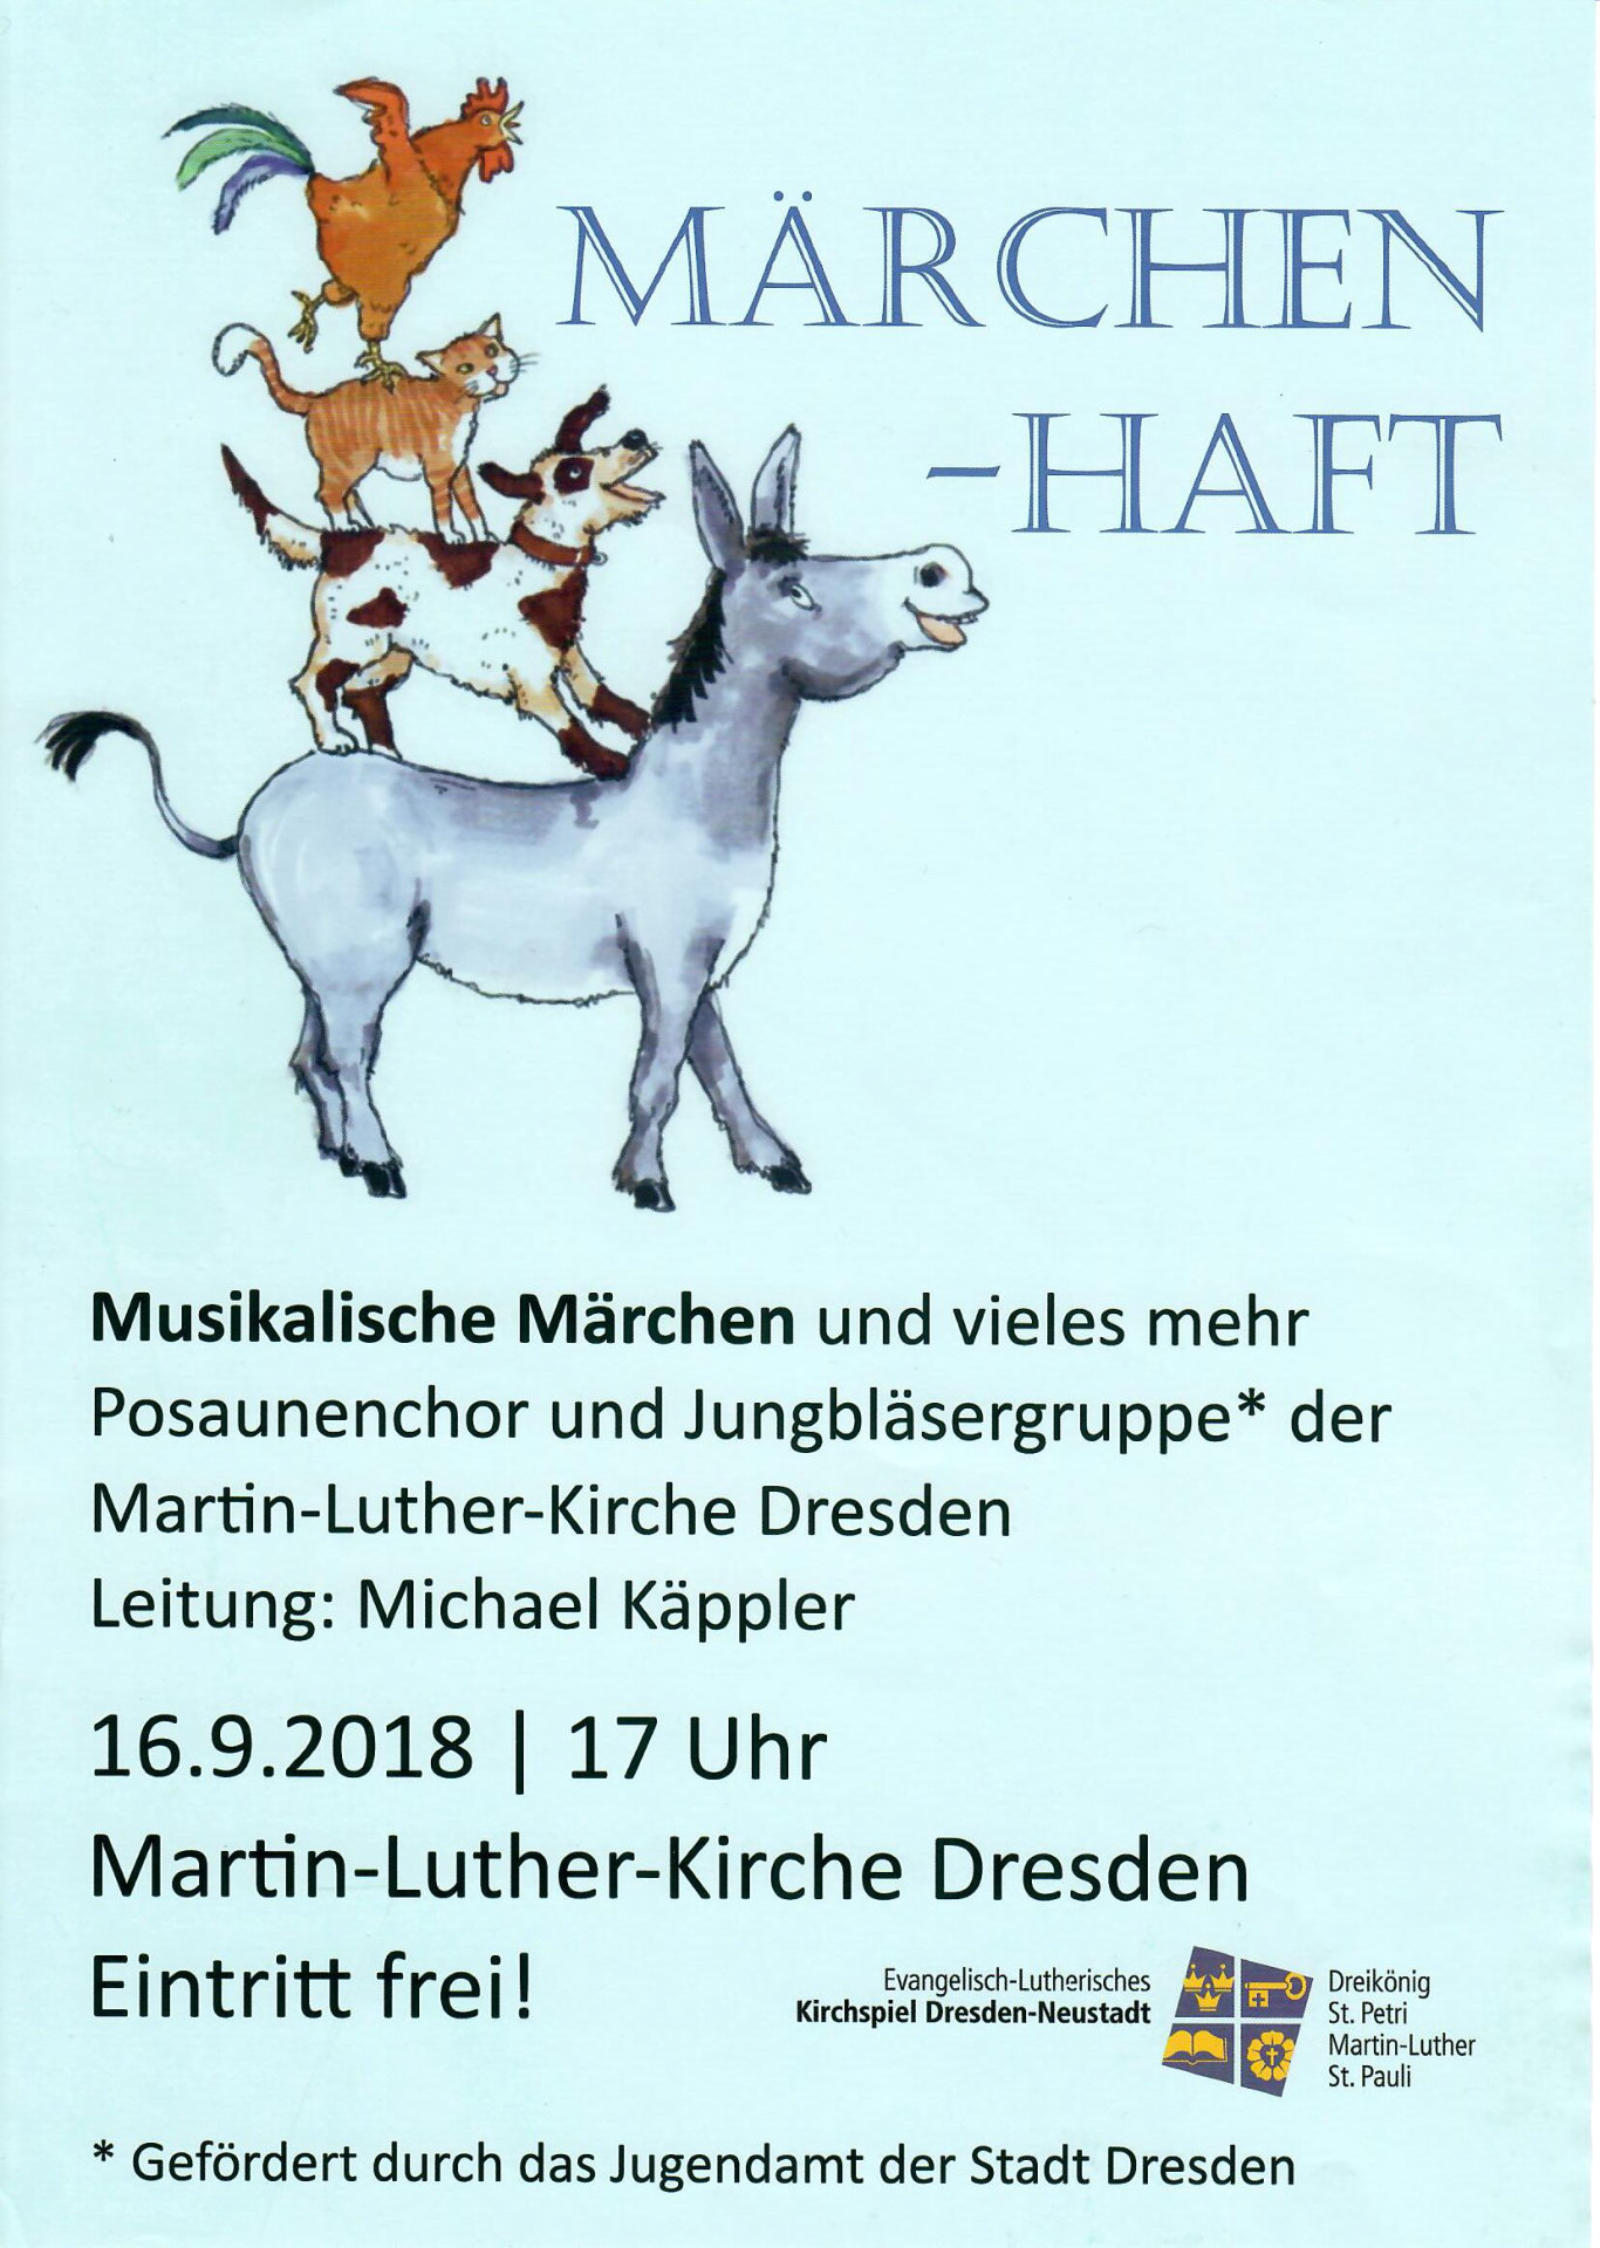 MÄRCHEN
-HAFT
Musikalische Märchen und vieles mehr
Posaunenchor und Jungbläsergruppe* der
Martin-Luther-Kirche Dresden
Leitung: Michael Käppler
16.9.2018 | 17 Uhr
Martin-Luther-Kirche Dresden
Eintritt frei!
Evangelisch-Lutherisches
Kirchspiel Dresden-Neustadt
Dreikönig
St. Petri
Martin-Luther
St. Pauli
* Gefördert durch das Jugendamt der Stadt Dresden